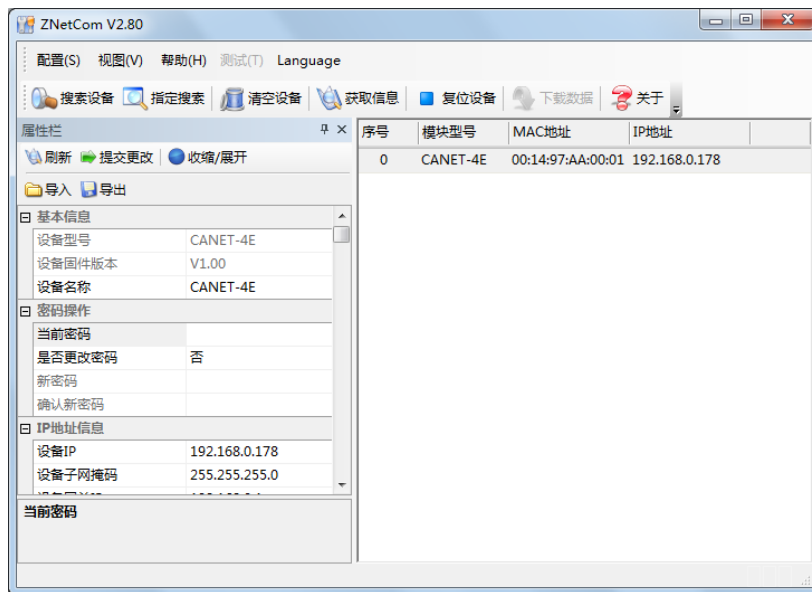 ZNetCom V2.80
配置(S) 视图(V) 帮助(H) 测试(T) Language
搜索设备 指定搜索 清空设备 获取信息 复位设备 下载数据 关于
属性栏
刷新 提交更改 收缩/展开
导入 导出
基本信息
设备型号 CANET-4E
设备固件版本 V1.00
设备名称 CANET-4E
密码操作
当前密码
是否更改密码 否
新密码
确认新密码
IP地址信息
设备IP 192.168.0.178
设备子网掩码 255.255.255.0
当前密码
序号 模块型号 MAC地址 IP地址
0 CANET-4E 00:14:97:AA:00:01 192.168.0.178